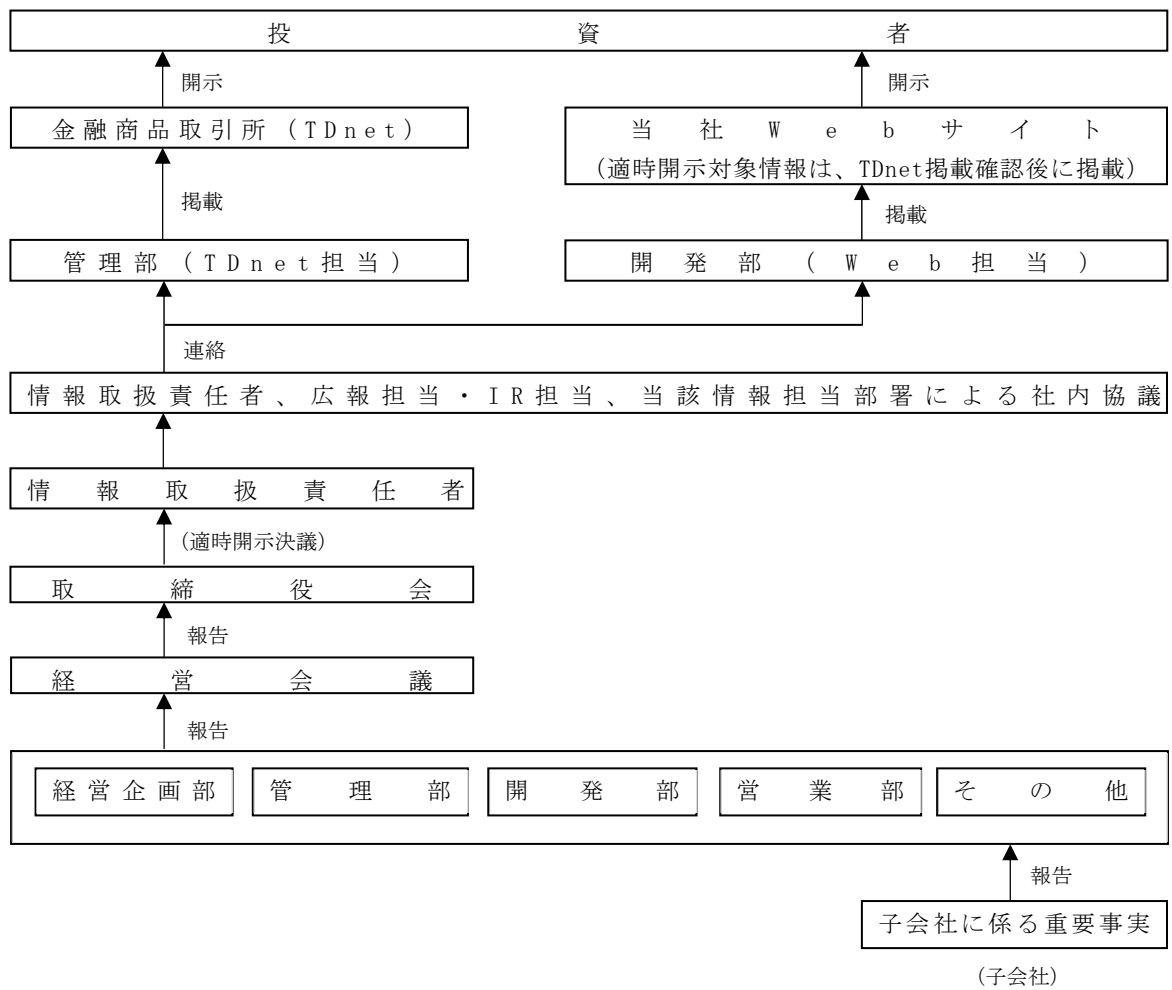 投資者
開示
開示
金融商品取引所(TDnet)
当社Webサイト
(適時開示対象情報は、TDnet掲載確認後に掲載)
掲載
掲載
管理部(TDnet担当)
開発部(Web担当)
連絡
情報取扱責任者、広報担当・IR担当、当該情報担当部署による社内協議
情報取扱責任者
(適時開示決議)
取締役会
報告
経営会議
報告
経営企画部
管理部
開発部
営業部
その他
報告
子会社に係る重要事実
(子会社)